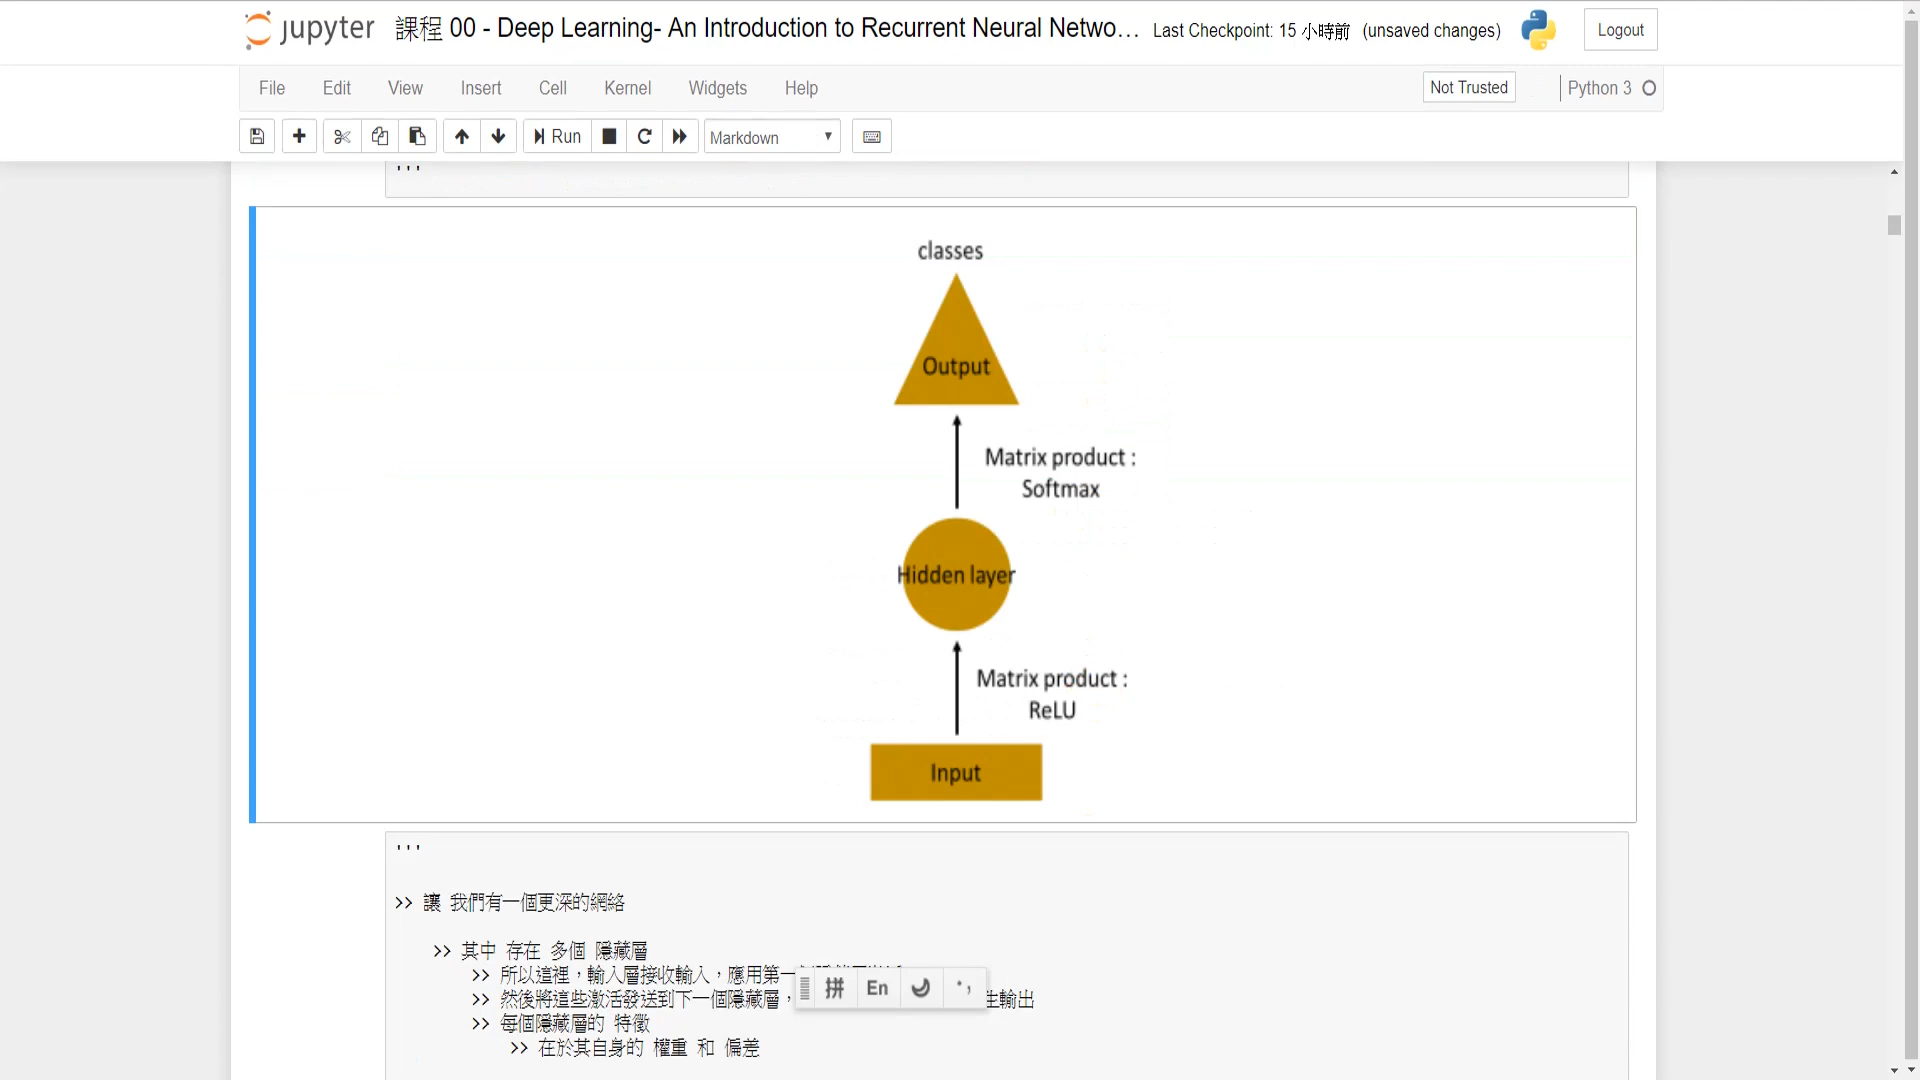 jupyter 課程 00 - Deep Learning- An Introduction to Recurrent Neural Netwo... Last Checkpoint: 15 小時前 (unsaved changes) Logout
File Edit View Insert Cell Kernel Widgets Help Not Trusted Python 3
Run Markdown
'''
classes
Output
Matrix product :
Softmax
Hidden layer
Matrix product :
ReLU
Input
'''
>> 讓 我們有一個更深的網絡
>> 其中 存在 多個 隱藏層
>> 所以這裡，輸入層接收輸入，應用第一
>> 然後將這些激活發送到下一個隱藏層， 生輸出
拼 En
>> 每個隱藏層的 特徵
>> 在於其自身的 權重 和 偏差